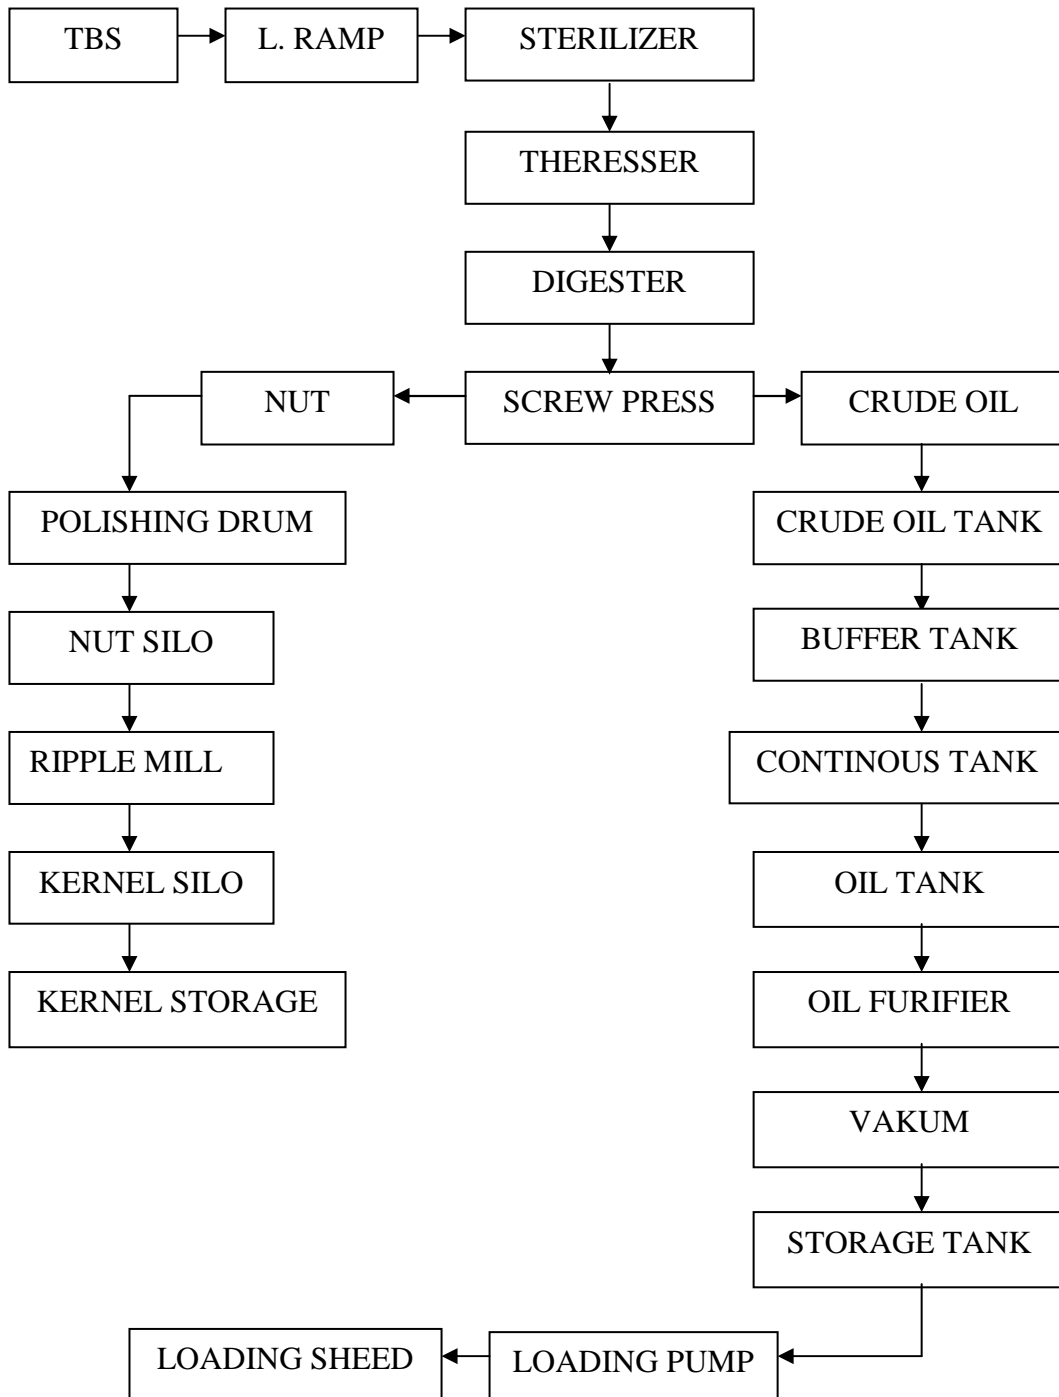 TBS
L. RAMP
STERILIZER
THERESSER
DIGESTER
NUT
SCREW PRESS
CRUDE OIL
POLISHING DRUM
CRUDE OIL TANK
NUT SILO
BUFFER TANK
RIPPLE MILL
CONTINOUS TANK
KERNEL SILO
OIL TANK
KERNEL STORAGE
OIL FURIFIER
VAKUM
STORAGE TANK
LOADING SHEED
LOADING PUMP